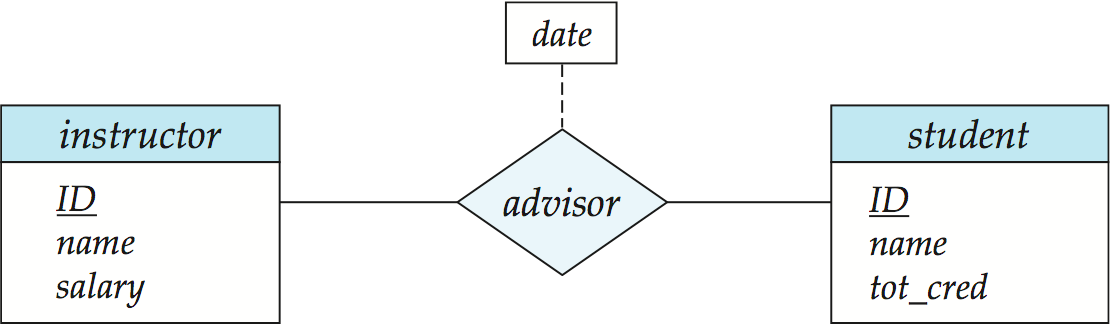 date
instructor
ID
name
salary
advisor
student
ID
name
tot_cred